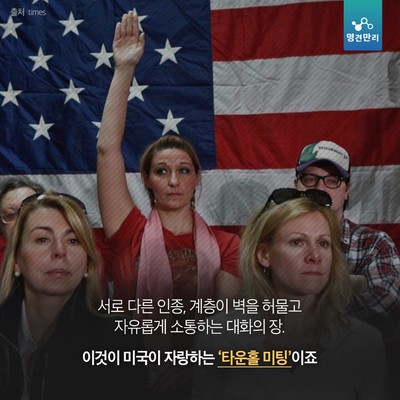 출처 times
명견만리
서로 다른 인종, 계층이 벽을 허물고
자유롭게 소통하는 대화의 장.
이것이 미국이 자랑하는 ‘타운홀 미팅’이죠